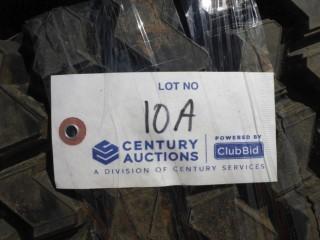 LOT NO
10A
CENTURY
AUCTIONS
POWERED BY
ClubBid
A DIVISION OF CENTURY SERVICES